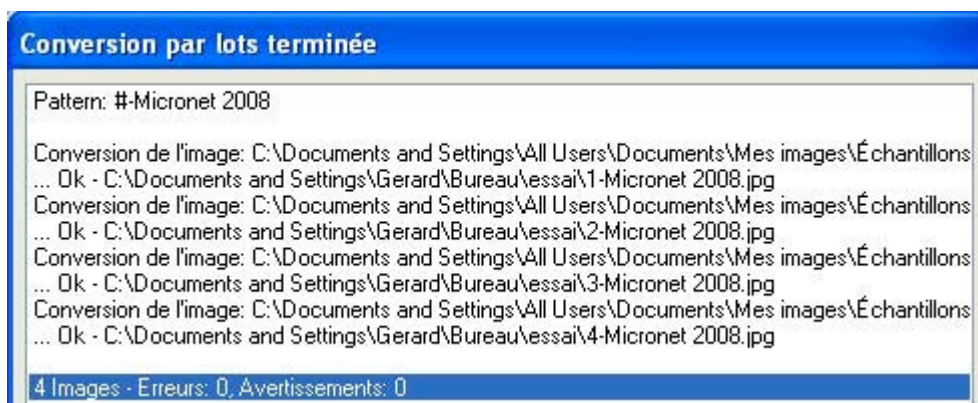 Conversion par lots terminée
Pattern: #-Micronet 2008
Conversion de l'image: C:\Documents and Settings\All Users\Documents\Mes images\Échantillons
... Ok - C:\Documents and Settings\Gerard\Bureau\essai\1-Micronet 2008.jpg
Conversion de l'image: C:\Documents and Settings\All Users\Documents\Mes images\Échantillons
... Ok - C:\Documents and Settings\Gerard\Bureau\essai\2-Micronet 2008.jpg
Conversion de l'image: C:\Documents and Settings\All Users\Documents\Mes images\Échantillons
... Ok - C:\Documents and Settings\Gerard\Bureau\essai\3-Micronet 2008.jpg
Conversion de l'image: C:\Documents and Settings\All Users\Documents\Mes images\Échantillons
... Ok - C:\Documents and Settings\Gerard\Bureau\essai\4-Micronet 2008.jpg
4 Images - Erreurs: 0, Avertissements: 0